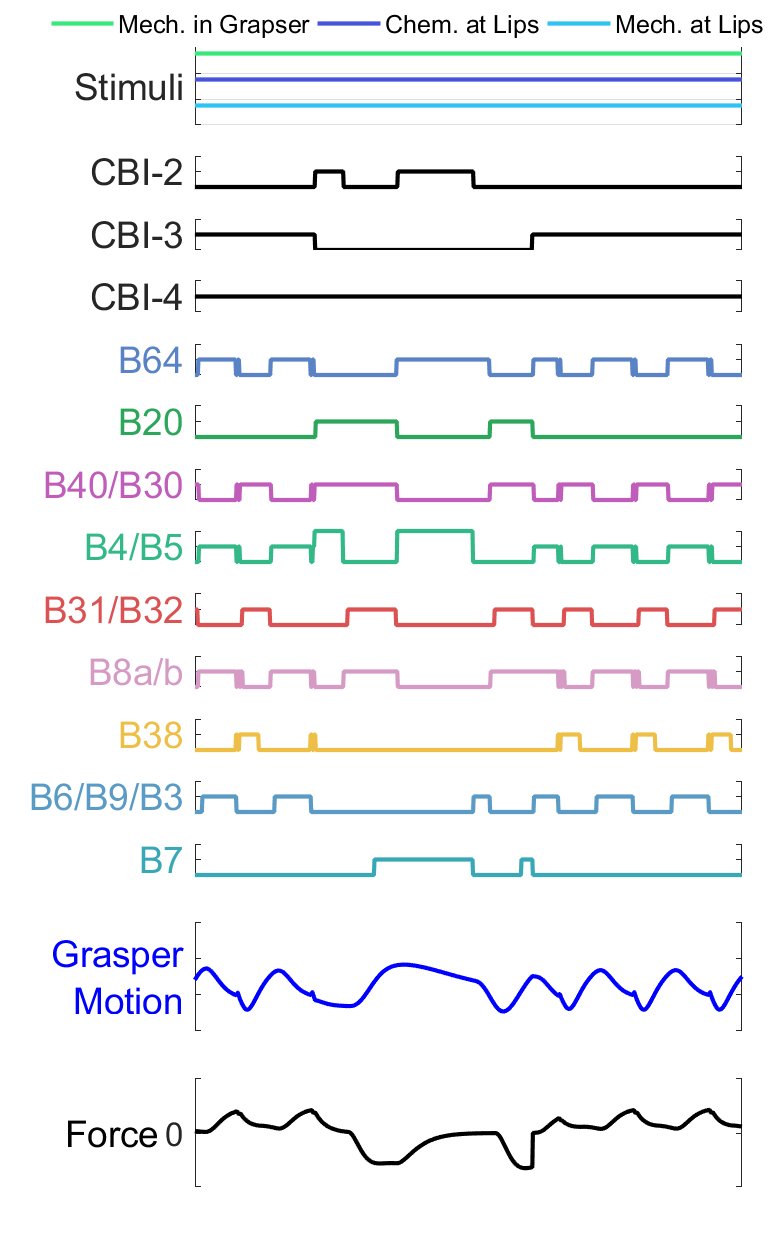 Mech. in Grapser Chem. at Lips Mech. at Lips
Stimuli
CBI-2
CBI-3
CBI-4
B64
B20
B40/B30
B4/B5
B31/B32
B8a/b
B38
B6/B9/B3
B7
Grasper
Motion
Force 0